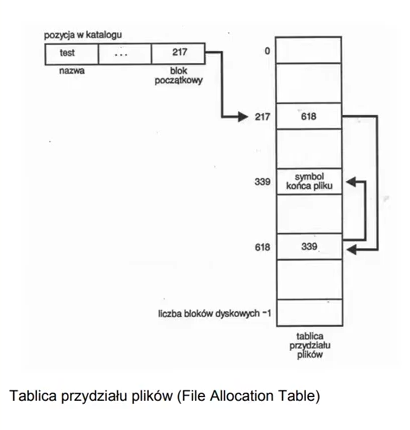 pozycja w katalogu
test ... 217
nazwa blok
początkowy
0
217 618
339 symbol
końca pliku
618 339
liczba bloków dyskowych -1
tablica
przydziału
plików
Tablica przydziału plików (File Allocation Table)